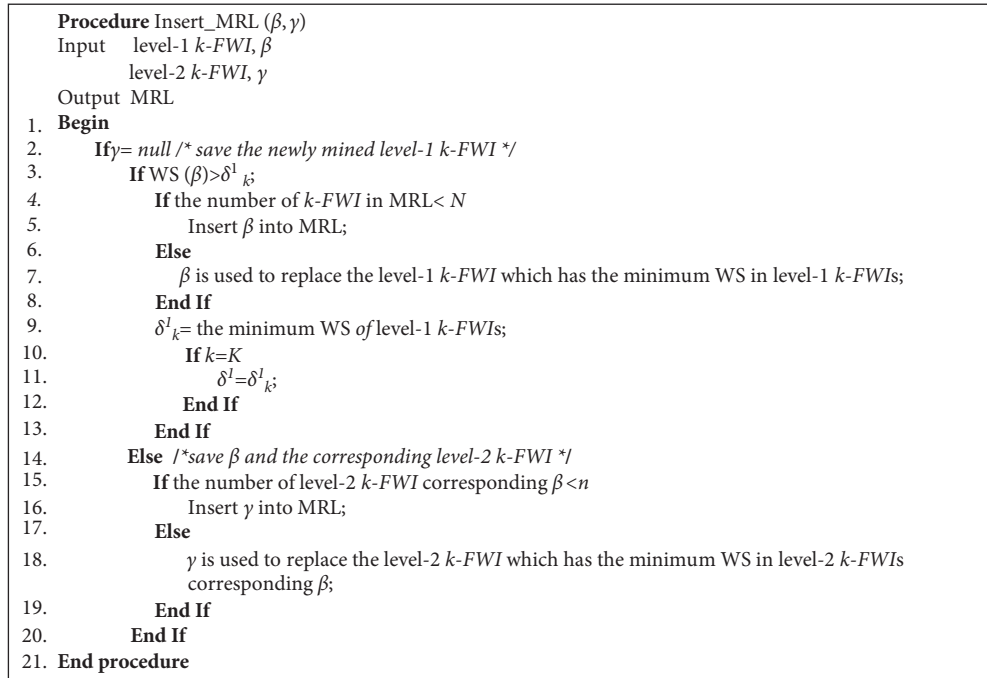 Procedure Insert_MRL (β, γ)
Input level-1 k-FWI, β
level-2 k-FWI, γ
Output MRL
1. Begin
2. Ifγ= null /* save the newly mined level-1 k-FWI */
3. If WS (β)>δ¹ₖ;
4. If the number of k-FWI in MRL< N
5. Insert β into MRL;
6. Else
7. β is used to replace the level-1 k-FWI which has the minimum WS in level-1 k-FWIs;
8. End If
9. δ¹ₖ= the minimum WS of level-1 k-FWIs;
10. If k=K
11. δ¹=δ¹ₖ;
12. End If
13. End If
14. Else /*save β and the corresponding level-2 k-FWI */
15. If the number of level-2 k-FWI corresponding β<n
16. Insert γ into MRL;
17. Else
18. γ is used to replace the level-2 k-FWI which has the minimum WS in level-2 k-FWIs
corresponding β;
19. End If
20. End If
21. End procedure